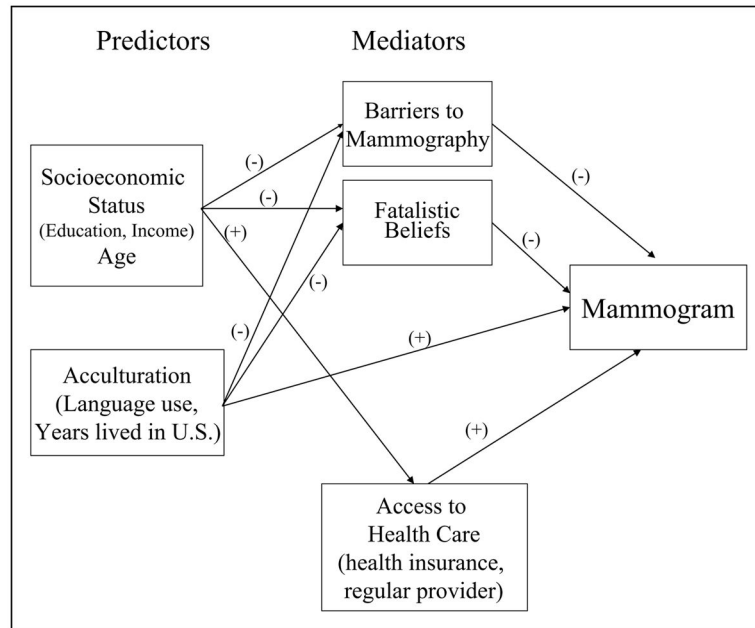 Predictors
Mediators
Barriers to
Mammography
(-)
(-)
Socioeconomic
Status
(Education, Income)
Age
(-)
(+)
Fatalistic
Beliefs
(-)
(-)
Mammogram
(-)
(+)
Acculturation
(Language use,
Years lived in U.S.)
(+)
Access to
Health Care
(health insurance,
regular provider)